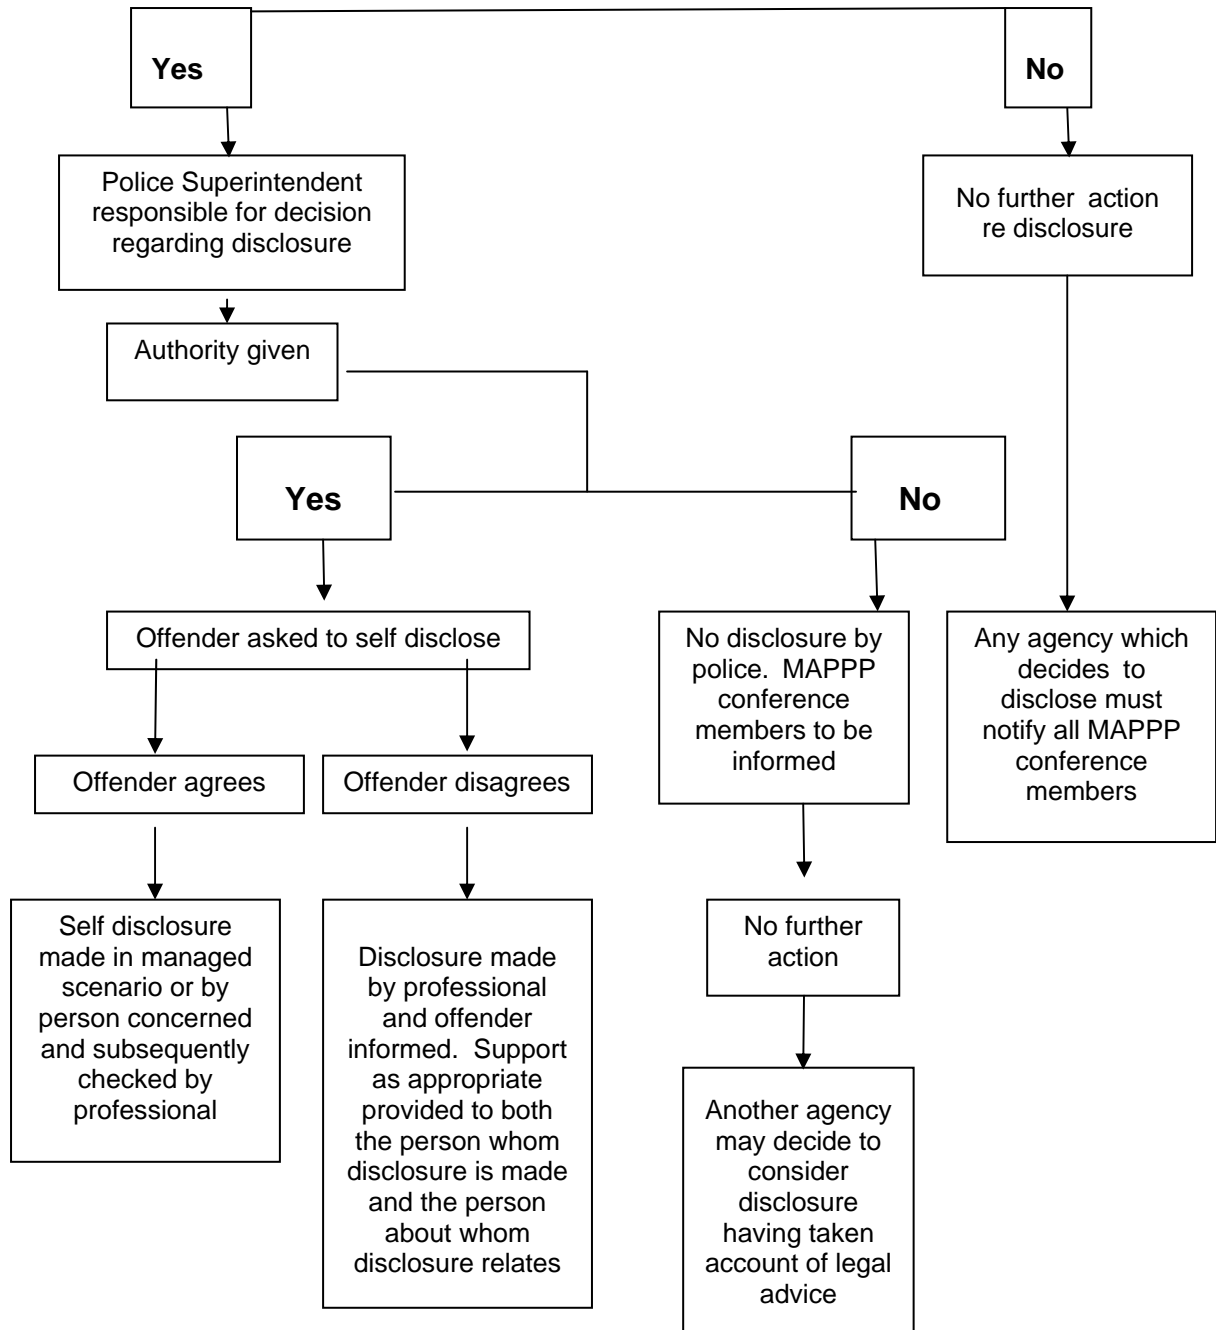 Yes
No
Police Superintendent
responsible for decision
regarding disclosure
No further action
re disclosure
Authority given
Yes
No
Offender asked to self disclose
No disclosure by
police. MAPPP
conference
members to be
informed
Any agency which
decides to
disclose must
notify all MAPPP
conference
members
Offender agrees
Offender disagrees
Self disclosure
made in managed
scenario or by
person concerned
and subsequently
checked by
professional
Disclosure made
by professional
and offender
informed. Support
as appropriate
provided to both
the person whom
disclosure is made
and the person
about whom
disclosure relates
No further
action
Another agency
may decide to
consider
disclosure
having taken
account of legal
advice